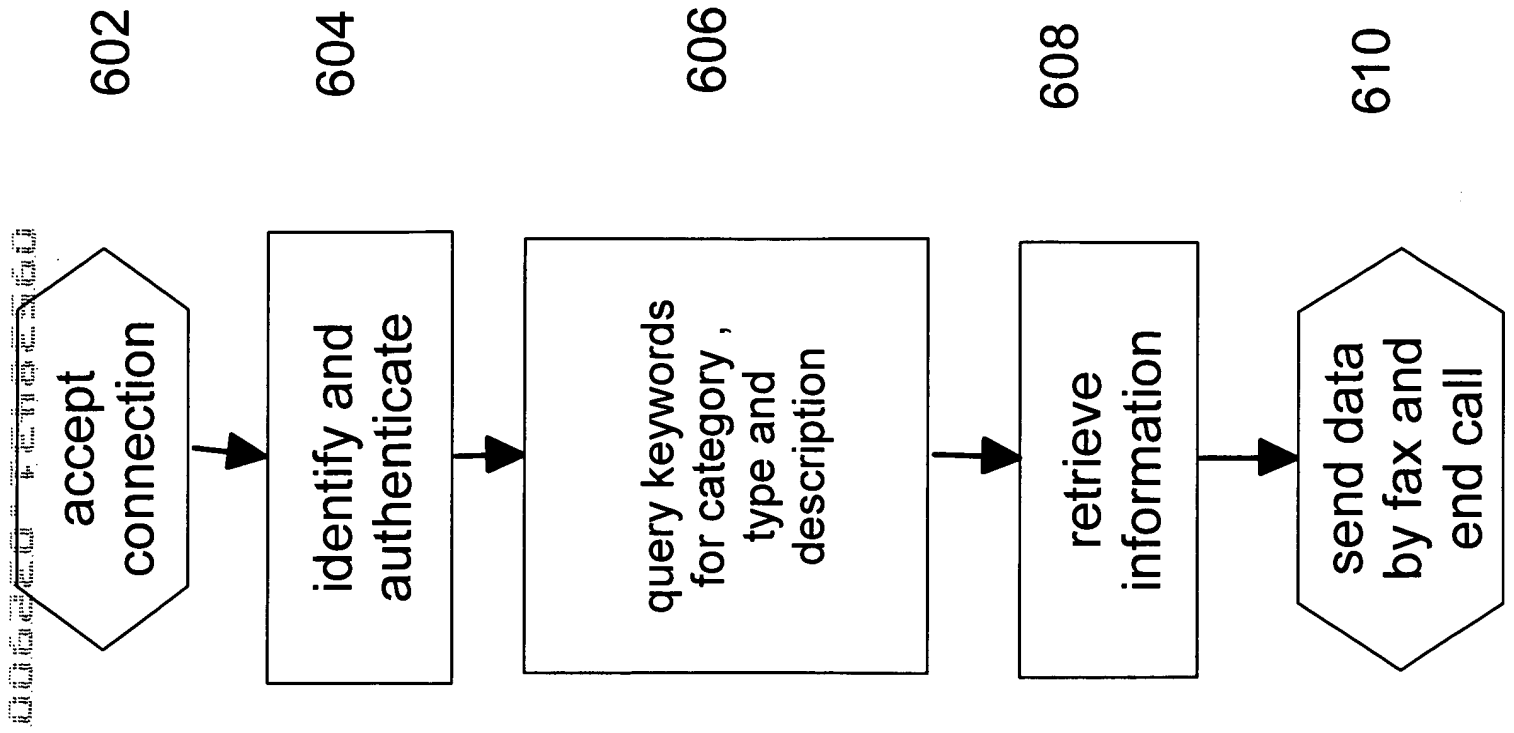 602
accept
connection
604
identify and
authenticate
606
query keywords
for category ,
type and
description
608
retrieve
information
610
send data
by fax and
end call